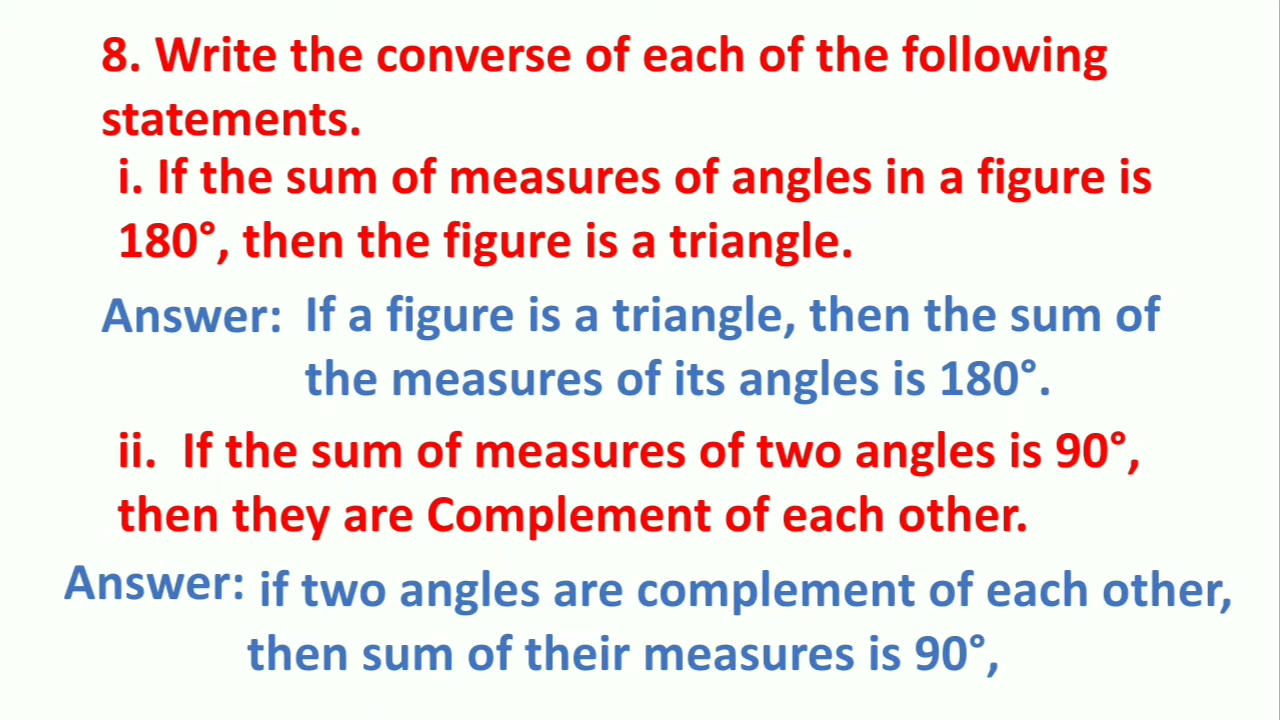 8. Write the converse of each of the following
statements.
i. If the sum of measures of angles in a figure is
180°, then the figure is a triangle.
Answer: If a figure is a triangle, then the sum of
the measures of its angles is 180°.
ii. If the sum of measures of two angles is 90°,
then they are Complement of each other.
Answer: if two angles are complement of each other,
then sum of their measures is 90°,